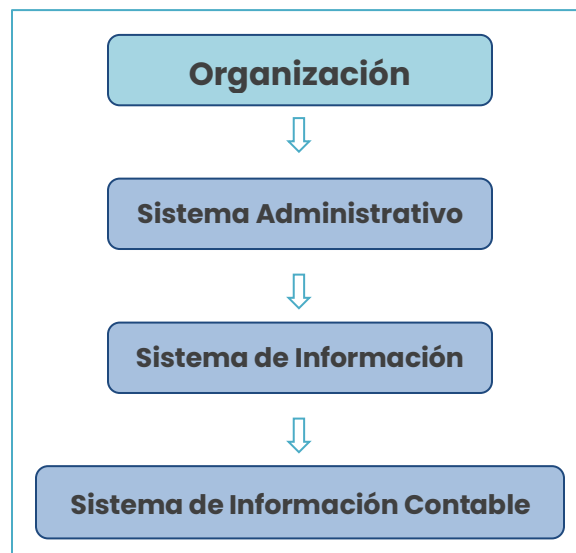 Organización
Sistema Administrativo
Sistema de Información
Sistema de Información Contable